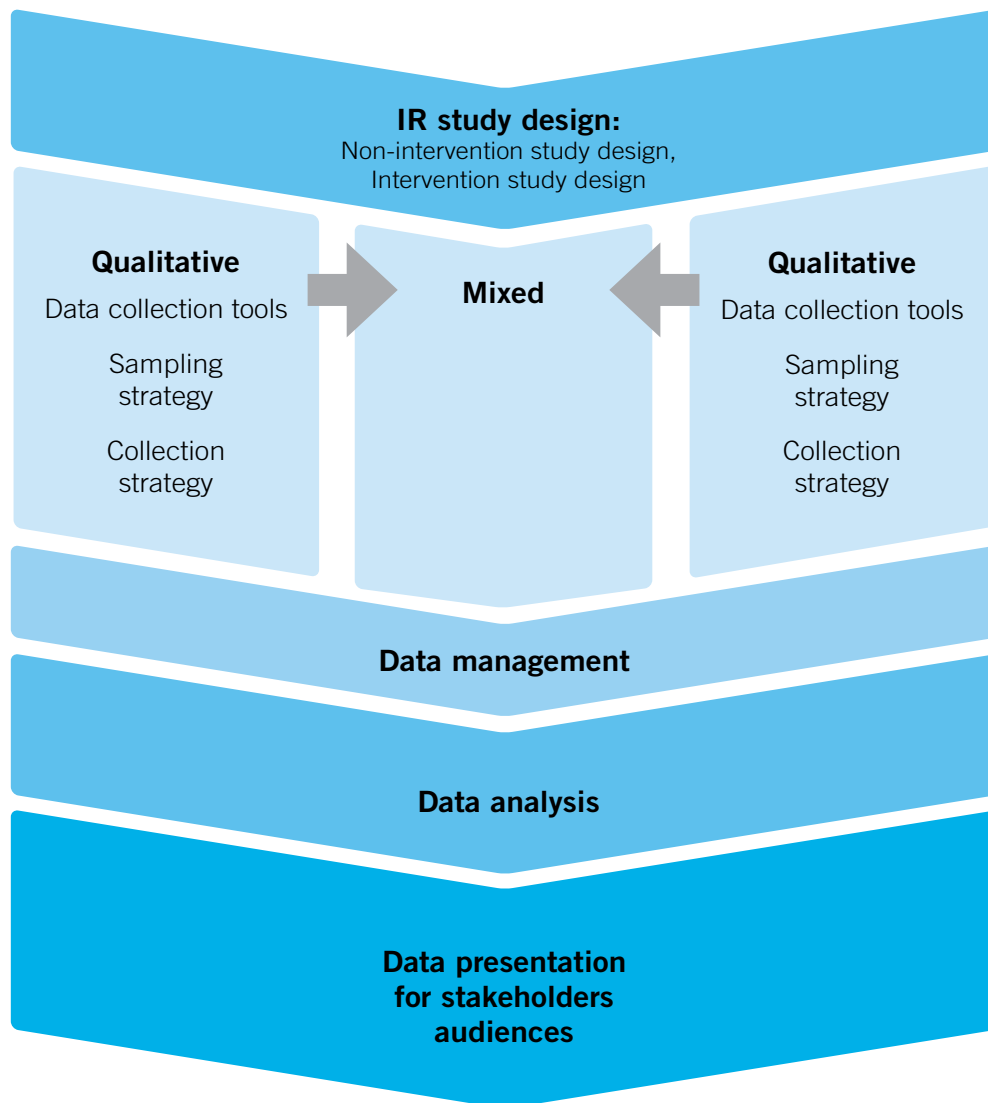 IR study design:
Non-intervention study design,
Intervention study design
Qualitative
Data collection tools
Sampling
strategy
Collection
strategy
Mixed
Qualitative
Data collection tools
Sampling
strategy
Collection
strategy
Data management
Data analysis
Data presentation
for stakeholders
audiences